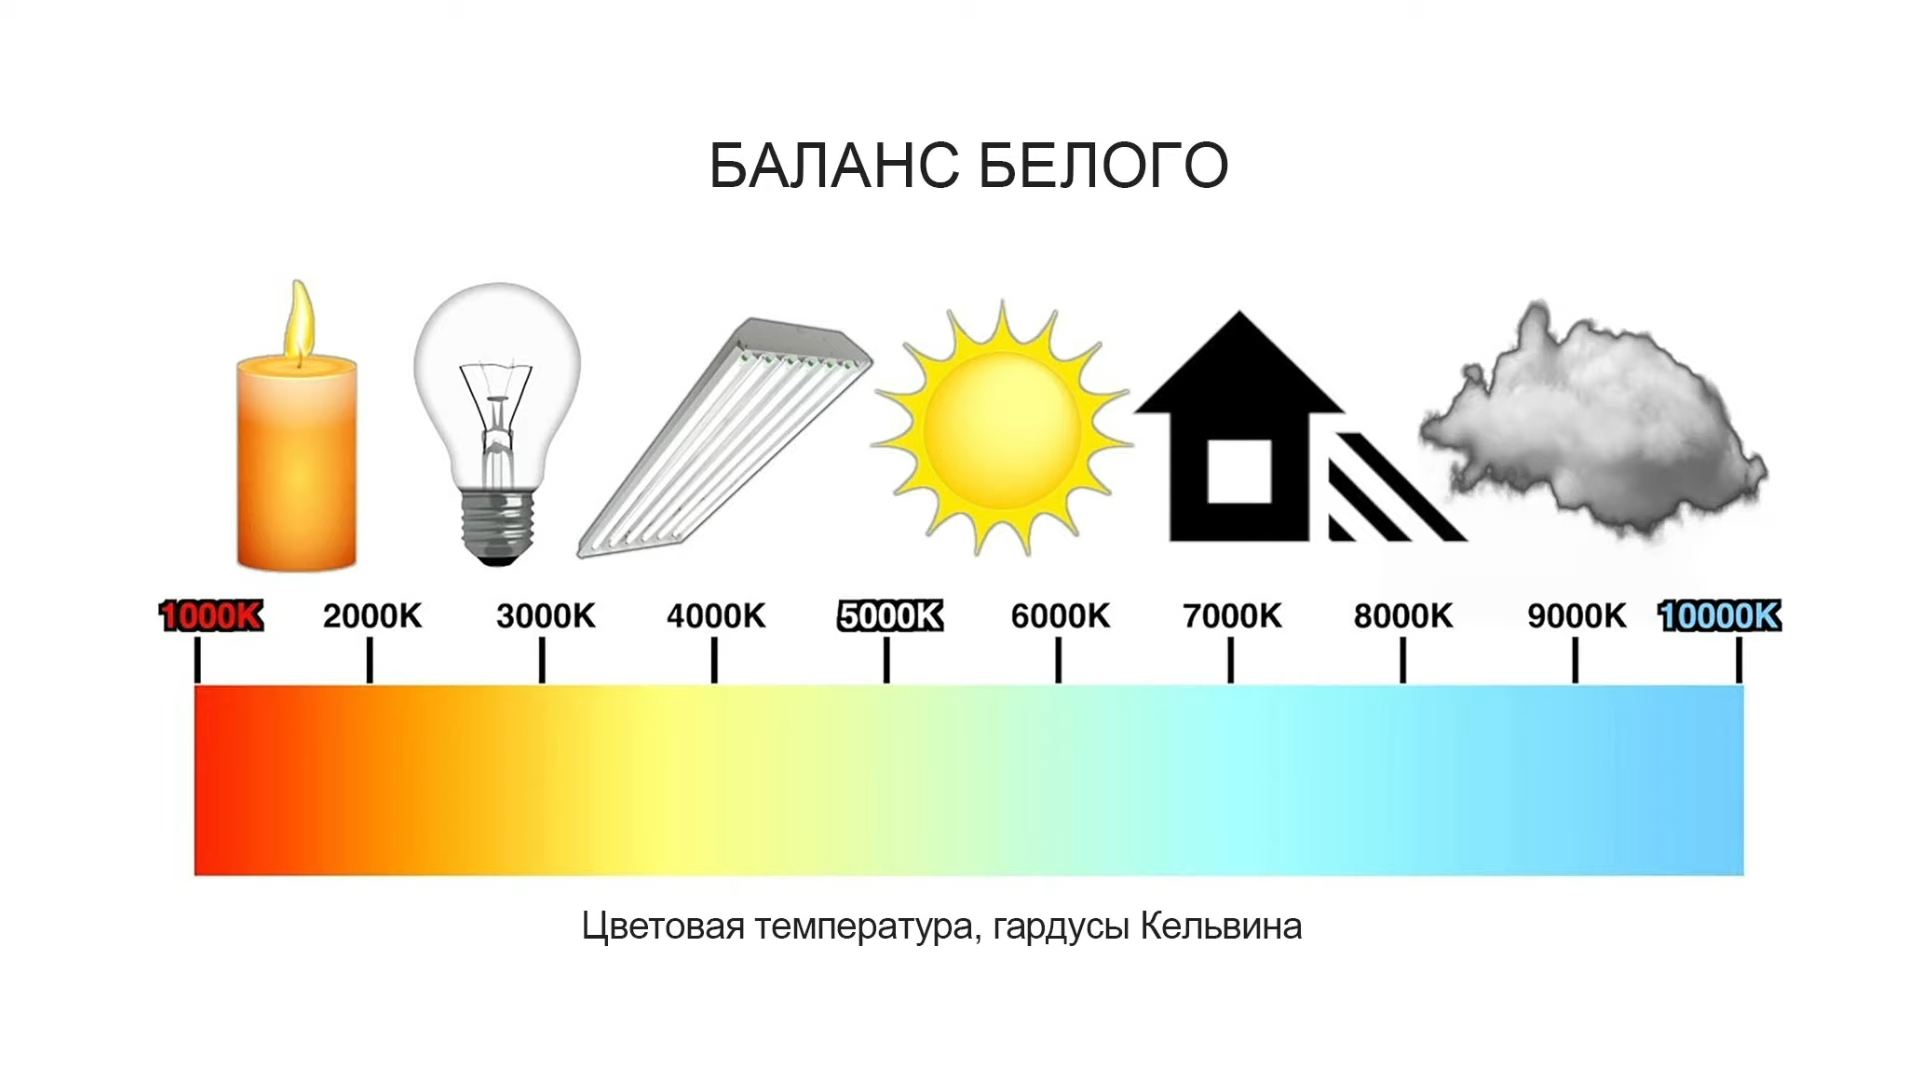 БАЛАНС БЕЛОГО
1000K 2000K 3000K 4000K 5000K 6000K 7000K 8000K 9000K 10000K
Цветовая температура, гардусы Кельвина